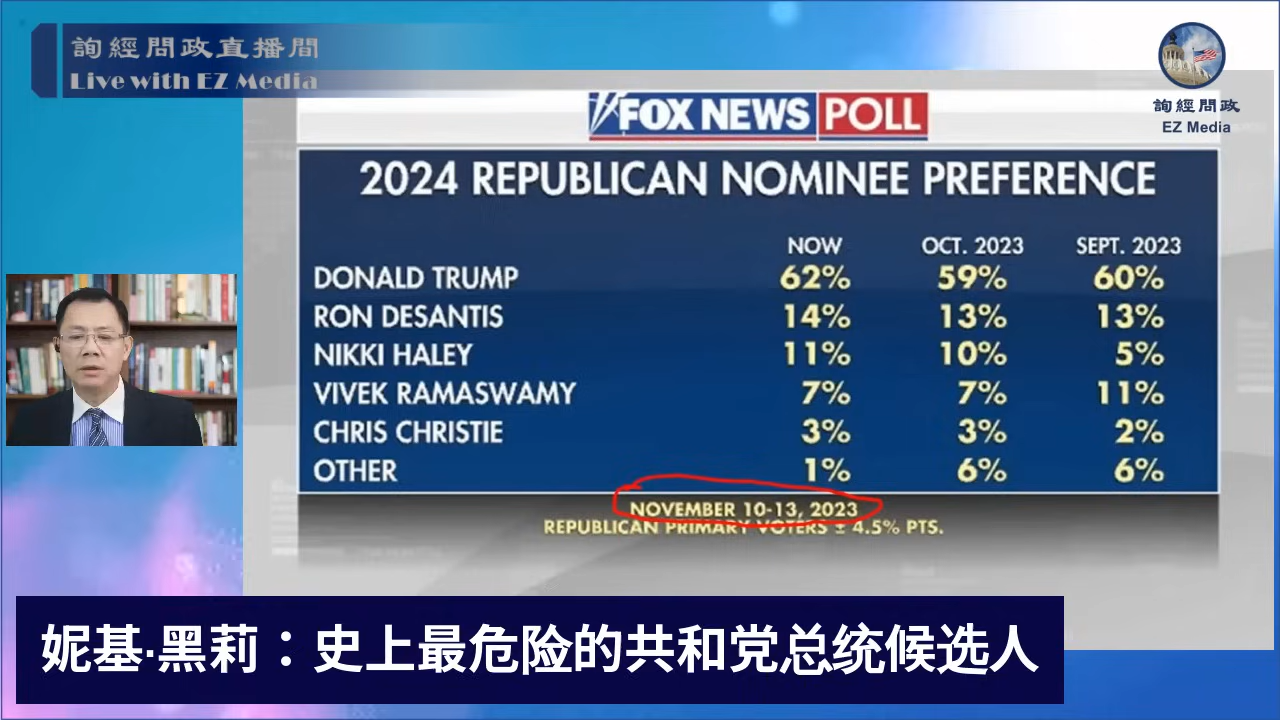 詢經問政直播間
Live with EZ Media
詢經問政
EZ Media
FOX NEWS POLL
2024 REPUBLICAN NOMINEE PREFERENCE
NOW OCT. 2023 SEPT. 2023
DONALD TRUMP 62% 59% 60%
RON DESANTIS 14% 13% 13%
NIKKI HALEY 11% 10% 5%
VIVEK RAMASWAMY 7% 7% 11%
CHRIS CHRISTIE 3% 3% 2%
OTHER 1% 6% 6%
NOVEMBER 10-13, 2023
REPUBLICAN PRIMARY VOTERS ± 4.5% PTS.
妮基·黑莉：史上最危险的共和党总统候选人